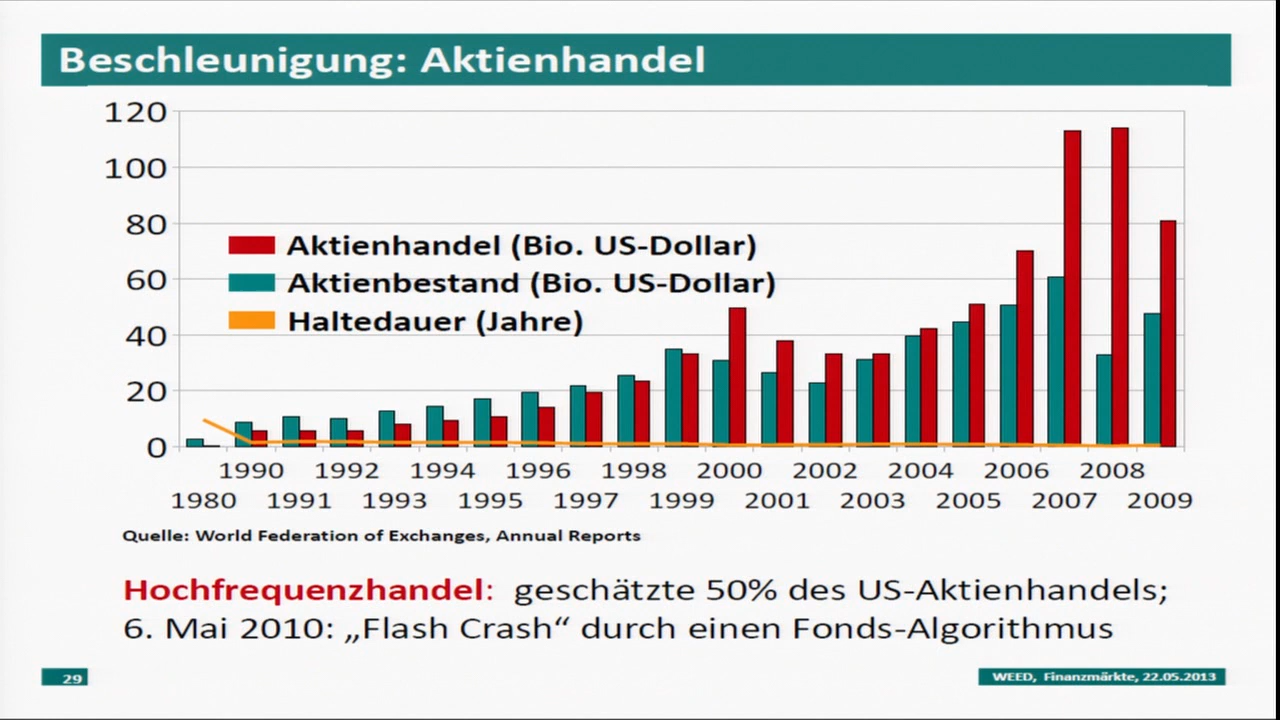 Beschleunigung: Aktienhandel
120
100
80
60
40
20
0
Aktienhandel (Bio. US-Dollar)
Aktienbestand (Bio. US-Dollar)
Haltedauer (Jahre)
1990 1992 1994 1996 1998 2000 2002 2004 2006 2008
1980 1991 1993 1995 1997 1999 2001 2003 2005 2007 2009
Quelle: World Federation of Exchanges, Annual Reports
Hochfrequenzhandel: geschätzte 50% des US-Aktienhandels;
6. Mai 2010: „Flash Crash“ durch einen Fonds-Algorithmus
29
WEED, Finanzmärkte, 22.05.2013